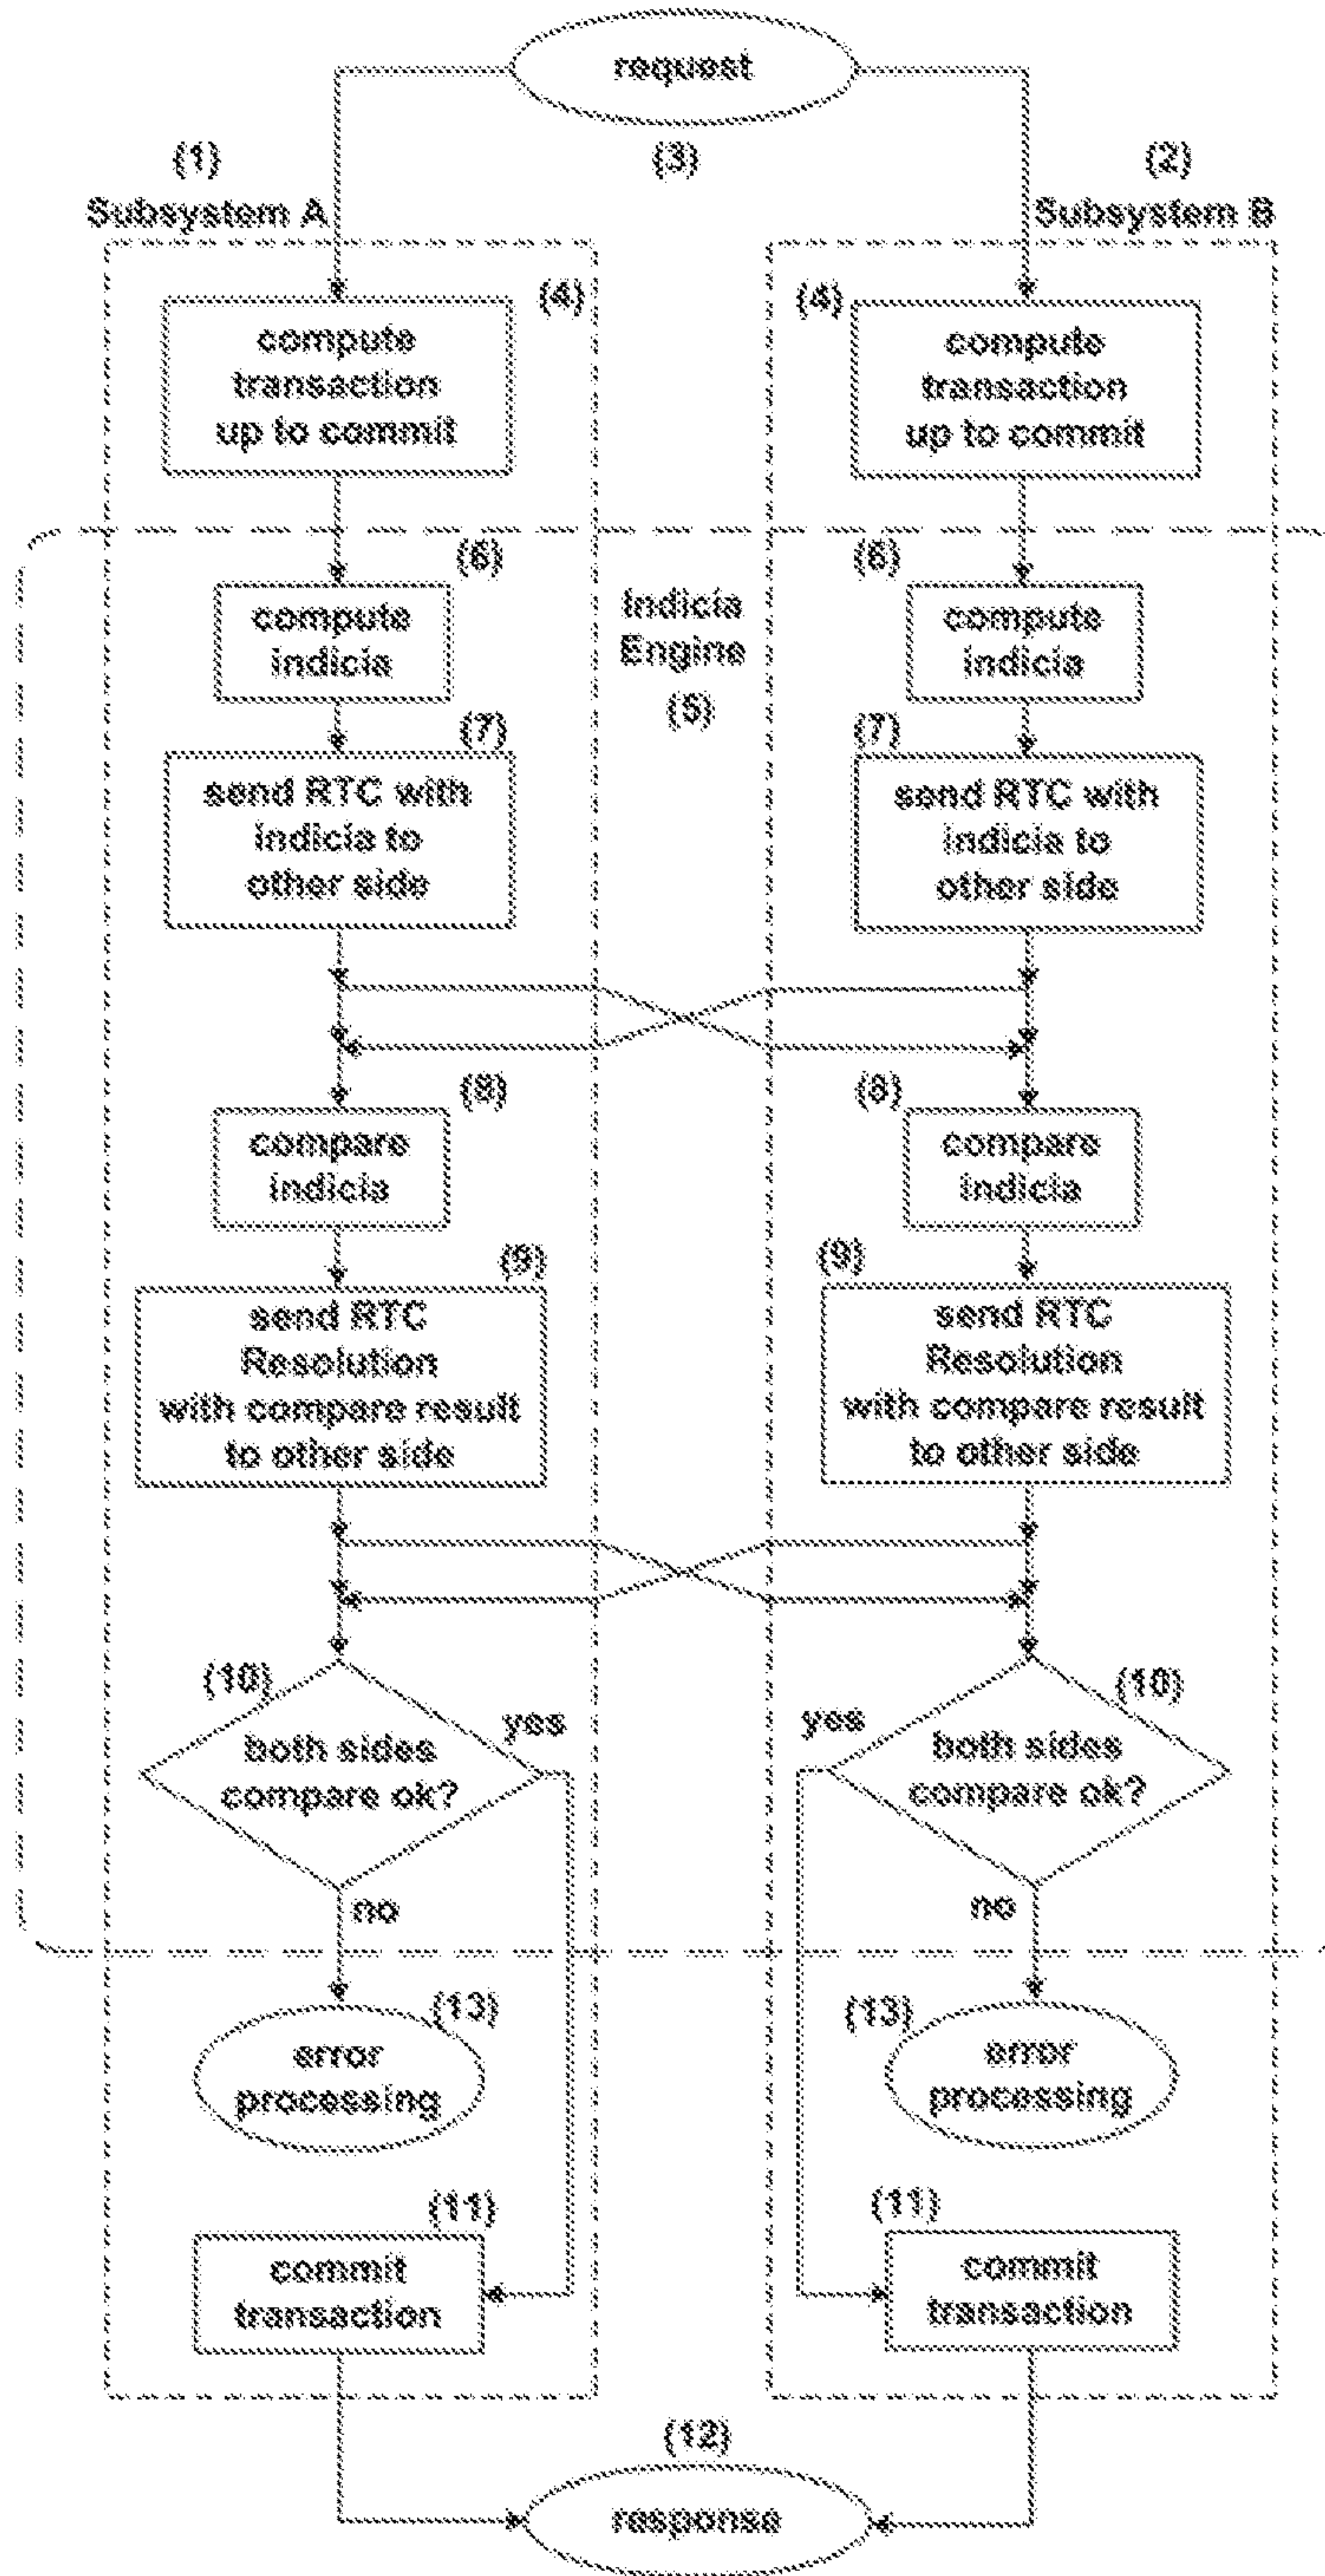 request
(1)
(3)
(2)
Subsystem A
Subsystem B
(4)
(4)
compute
transaction
up to commit
compute
transaction
up to commit
(6)
(6)
compute
indicia
Indicia
Engine
(5)
compute
indicia
(7)
(7)
send RTC with
indicia to
other side
send RTC with
indicia to
other side
(8)
(8)
compare
indicia
compare
indicia
(9)
(9)
send RTC
Resolution
with compare result
to other side
send RTC
Resolution
with compare result
to other side
(10)
(10)
yes
yes
both sides
compare ok?
both sides
compare ok?
no
no
(13)
(13)
error
processing
error
processing
(11)
(11)
commit
transaction
commit
transaction
(12)
response